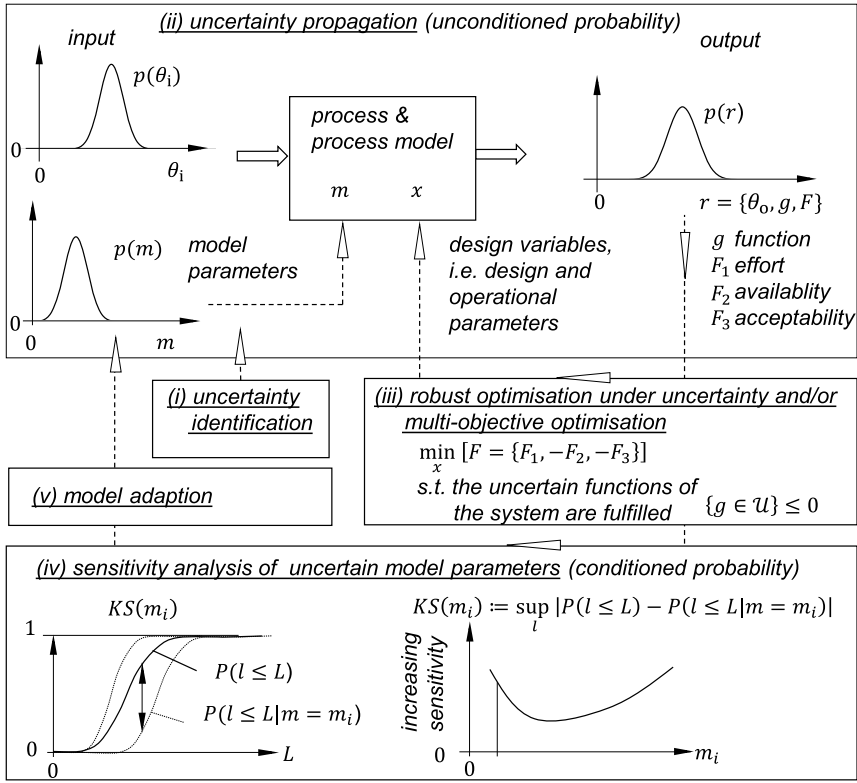 (ii) uncertainty propagation (unconditioned probability)
input
output
p(θᵢ)
0
0
θᵢ
process &
process model
m x
p(r)
0
r = {θₒ, g, F}
p(m)
0
0
m
model
parameters
design variables,
i.e. design and
operational
parameters
g function
F₁ effort
F₂ availablity
F₃ acceptability
(i) uncertainty
identification
(iii) robust optimisation under uncertainty and/or
multi-objective optimisation
min [F = {F₁, −F₂, −F₃}]
x
s.t. the uncertain functions of
the system are fulfilled {g ∈ 𝒰} ≤ 0
(v) model adaption
(iv) sensitivity analysis of uncertain model parameters (conditioned probability)
KS(mᵢ)
1
P(l ≤ L)
P(l ≤ L|m = mᵢ)
0
0
L
KS(mᵢ) ≔ sup |P(l ≤ L) − P(l ≤ L|m = mᵢ)|
l
increasing
sensitivity
0
0
mᵢ